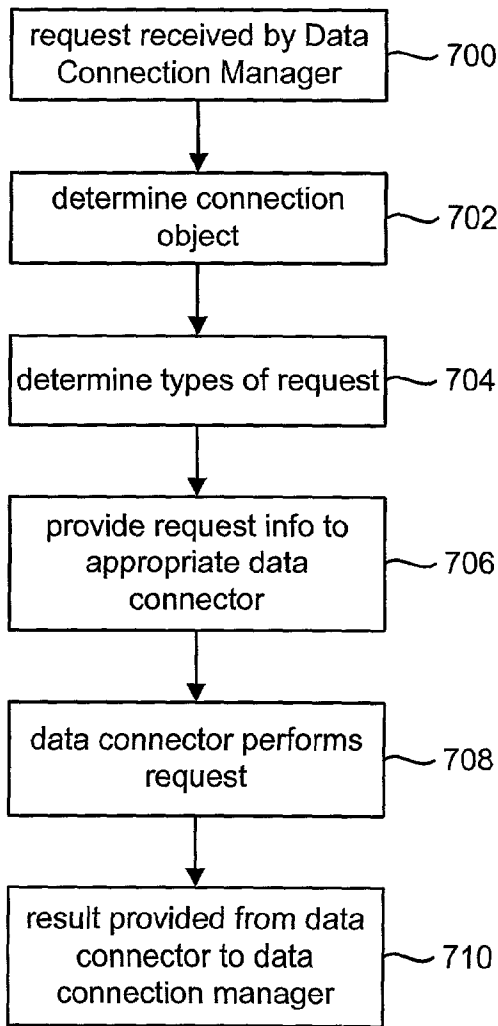 request received by Data
Connection Manager
700
determine connection
object
702
determine types of request
704
provide request info to
appropriate data
connector
706
data connector performs
request
708
result provided from data
connector to data
connection manager
710